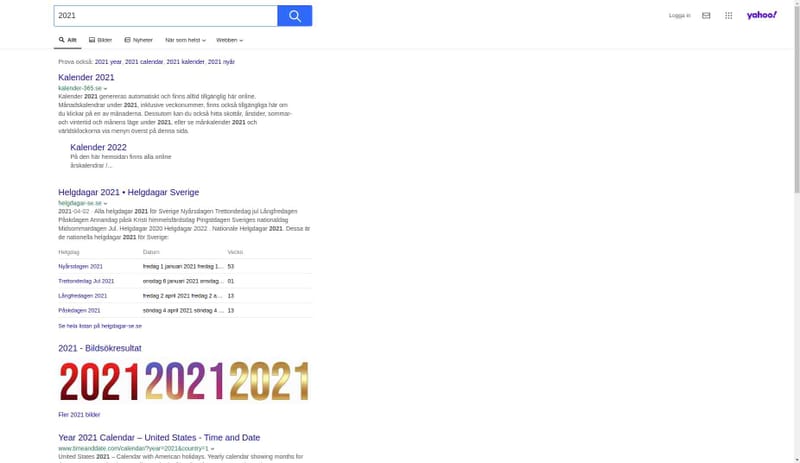 2021
Logga in
yahoo!
Allt
Bilder
Nyheter
När som helst
Webben
Prova också: 2021 year, 2021 calendar, 2021 kalender, 2021 nyår
Kalender 2021
kalender-365.se
Kalender 2021 genereras automatiskt och finns alltid tillgänglig här online.
Månadskalendrar under 2021, inklusive veckonummer, finns också tillgängliga här om
du klickar på en av månaderna. Dessutom kan du också hitta skottår, årstider, sommar-
och vintertid och månens läge under 2021, eller se månkalender 2021 och
världsklockorna via menyn överst på denna sida.
Kalender 2022
På den här hemsidan finns alla online
årskalendrar /...
Helgdagar 2021 • Helgdagar Sverige
helgdagar-se.se
2021-04-02 · Alla helgdagar 2021 för Sverige Nyårsdagen Trettondedag jul Långfredagen
Påskdagen Annandag påsk Kristi himmelsfärdsdag Pingstdagen Sveriges nationaldag
Midsommardagen Jul. Helgdagar 2020 Helgdagar 2022 . Nationale Helgdagar 2021. Dessa är
de nationella helgdagar 2021 för Sverige:
Helgdag Datum Vecko
Nyårsdagen 2021 fredag 1 januari 2021 fredag 1... 53
Trettondedag Jul 2021 onsdag 6 januari 2021 onsdag... 01
Långfredagen 2021 fredag 2 april 2021 fredag 2 a... 13
Påskdagen 2021 söndag 4 april 2021 söndag 4 ... 13
Se hela listan på helgdagar-se.se
2021 - Bildsökresultat
2021 2021 2021
Fler 2021 bilder
Year 2021 Calendar – United States - Time and Date
www.timeanddate.com/calendar/?year=2021&country=1
United States 2021 – Calendar with American holidays. Yearly calendar showing months for